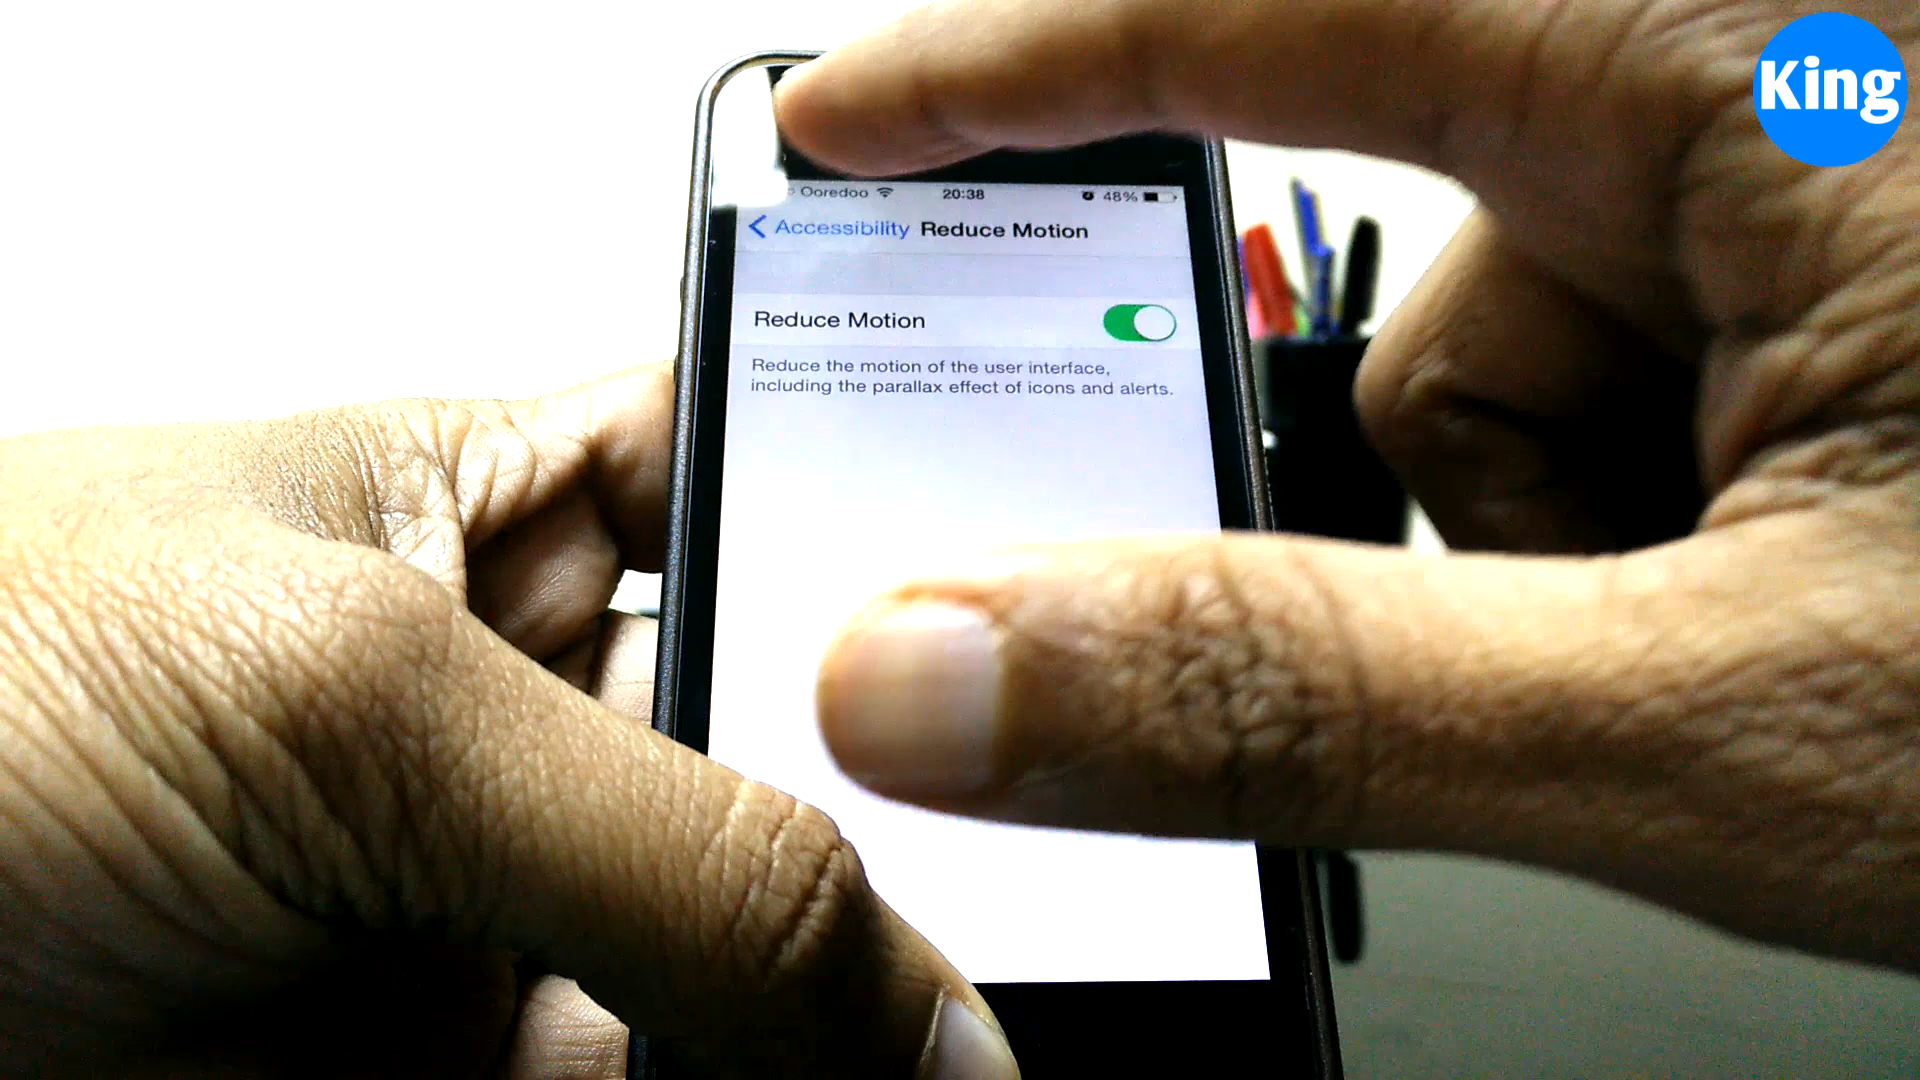 King
Ooredoo 20:38 48%
Accessibility Reduce Motion
Reduce Motion
Reduce the motion of the user interface,
including the parallax effect of icons and alerts.